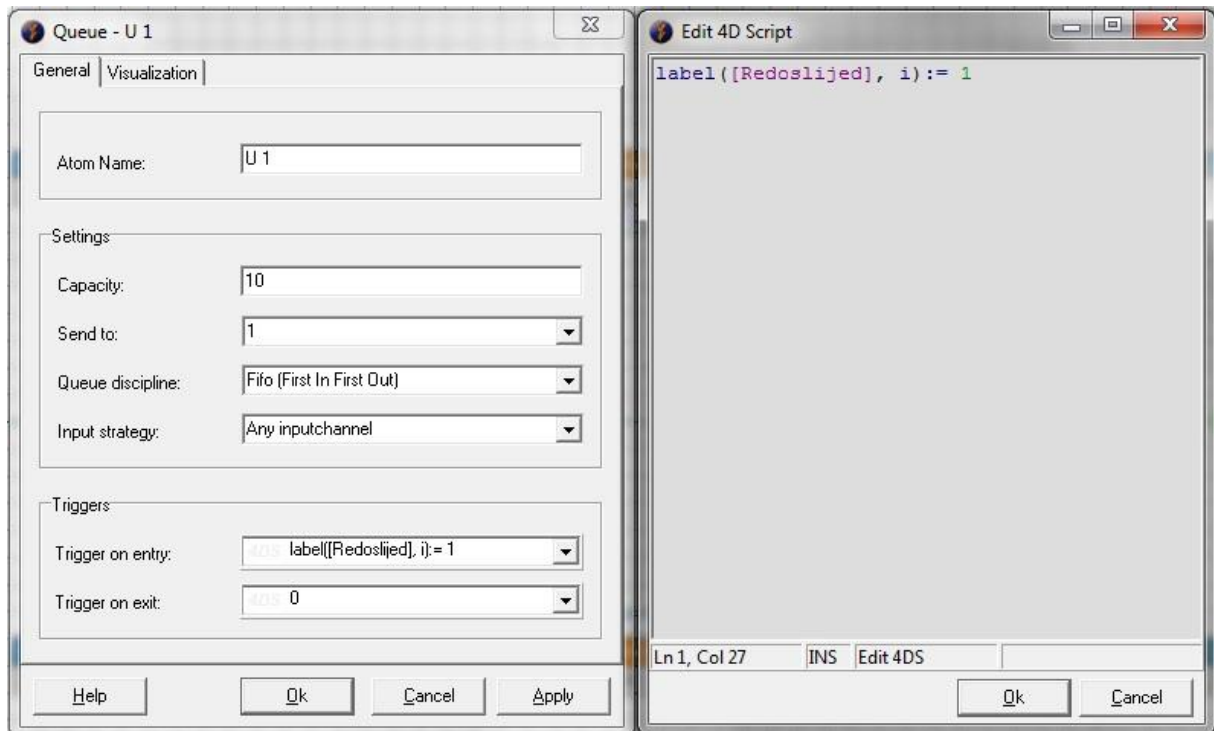 Queue - U 1
General Visualization
Atom Name: U 1
Settings
Capacity: 10
Send to: 1
Queue discipline: Fifo (First In First Out)
Input strategy: Any inputchannel
Triggers
Trigger on entry: 4DS label([Redoslijed], i):= 1
Trigger on exit: 4DS 0
Help Ok Cancel Apply
Edit 4D Script
label([Redoslijed], i):= 1
Ln 1, Col 27 INS Edit 4DS
Ok Cancel